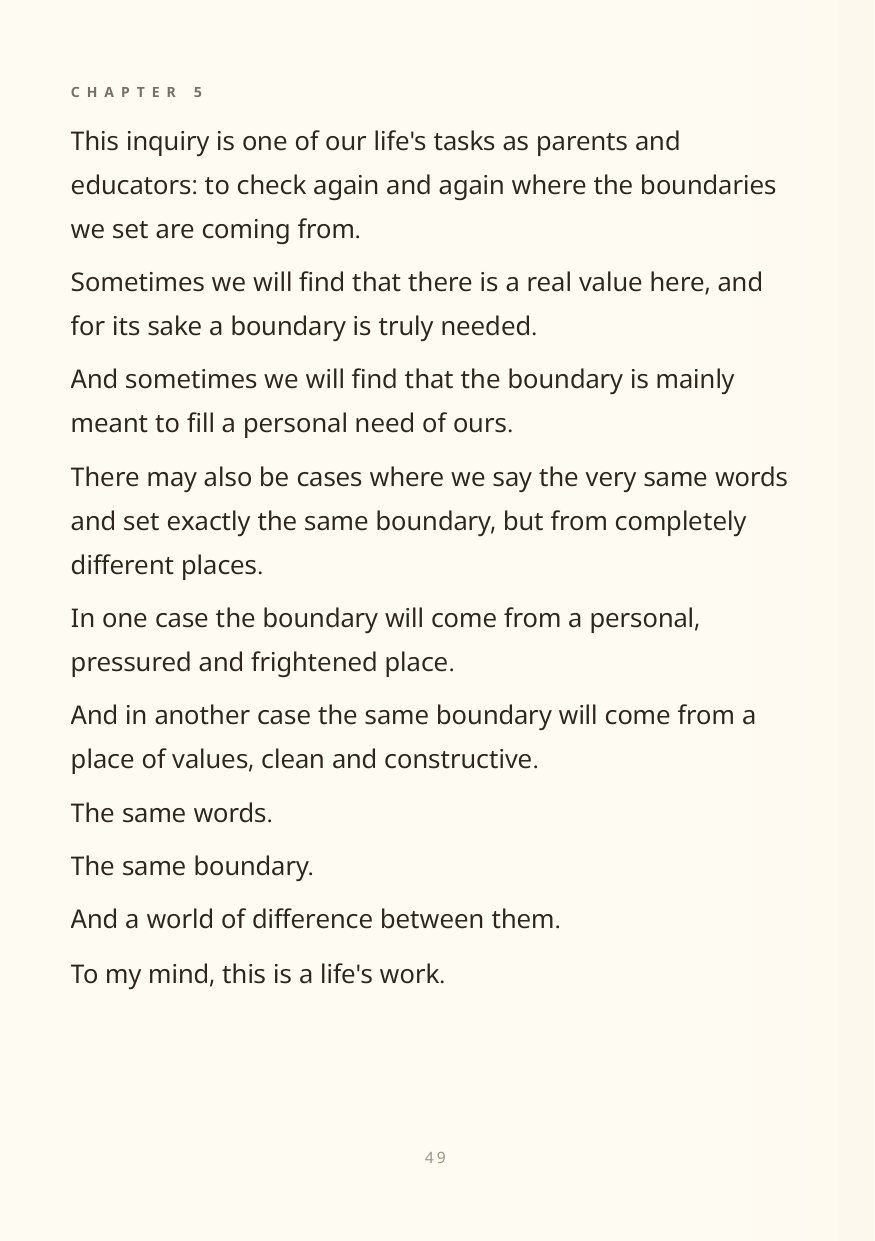 CHAPTER 5
This inquiry is one of our life's tasks as parents and
educators: to check again and again where the boundaries
we set are coming from.
Sometimes we will find that there is a real value here, and
for its sake a boundary is truly needed.
And sometimes we will find that the boundary is mainly
meant to fill a personal need of ours.
There may also be cases where we say the very same words
and set exactly the same boundary, but from completely
different places.
In one case the boundary will come from a personal,
pressured and frightened place.
And in another case the same boundary will come from a
place of values, clean and constructive.
The same words.
The same boundary.
And a world of difference between them.
To my mind, this is a life's work.
49